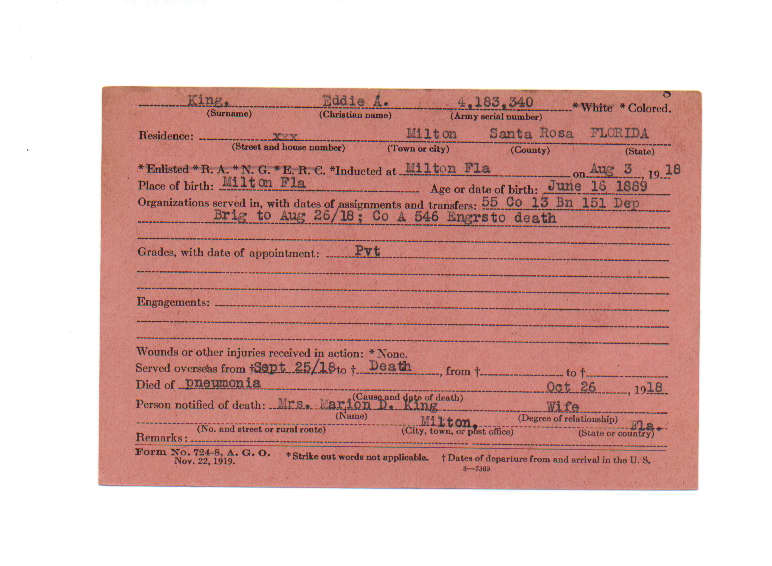 King, Eddie A. 4,183,340 * White * Colored.
(Surname) (Christian name) (Army serial number)
Residence: xxx Milton Santa Rosa FLORIDA
(Street and house number) (Town or city) (County) (State)
* Enlisted * R. A. * N. G. * E. R. C. *Inducted at Milton Fla on Aug 3, 1918
Place of birth: Milton Fla Age or date of birth: June 16 1889
Organizations served in, with dates of assignments and transfers: 55 Co 13 Bn 151 Dep
Brig to Aug 26/18; Co A 546 Engrsto death
Grades, with date of appointment: Pvt
Engagements:
Wounds or other injuries received in action: * None.
Served overseas from †Sept 25/18to † Death, from † to †
Died of pneumonia Oct 26, 1918
(Cause and date of death)
Person notified of death: Mrs. Marion D. King Wife
(Name) (Degree of relationship)
Milton, Fla.
(No. and street or rural route) (City, town, or post office) (State or country)
Remarks:
Form No. 724-8, A. G. O. * Strike out words not applicable. † Dates of departure from and arrival in the U. S.
Nov. 22, 1919. 3—7369